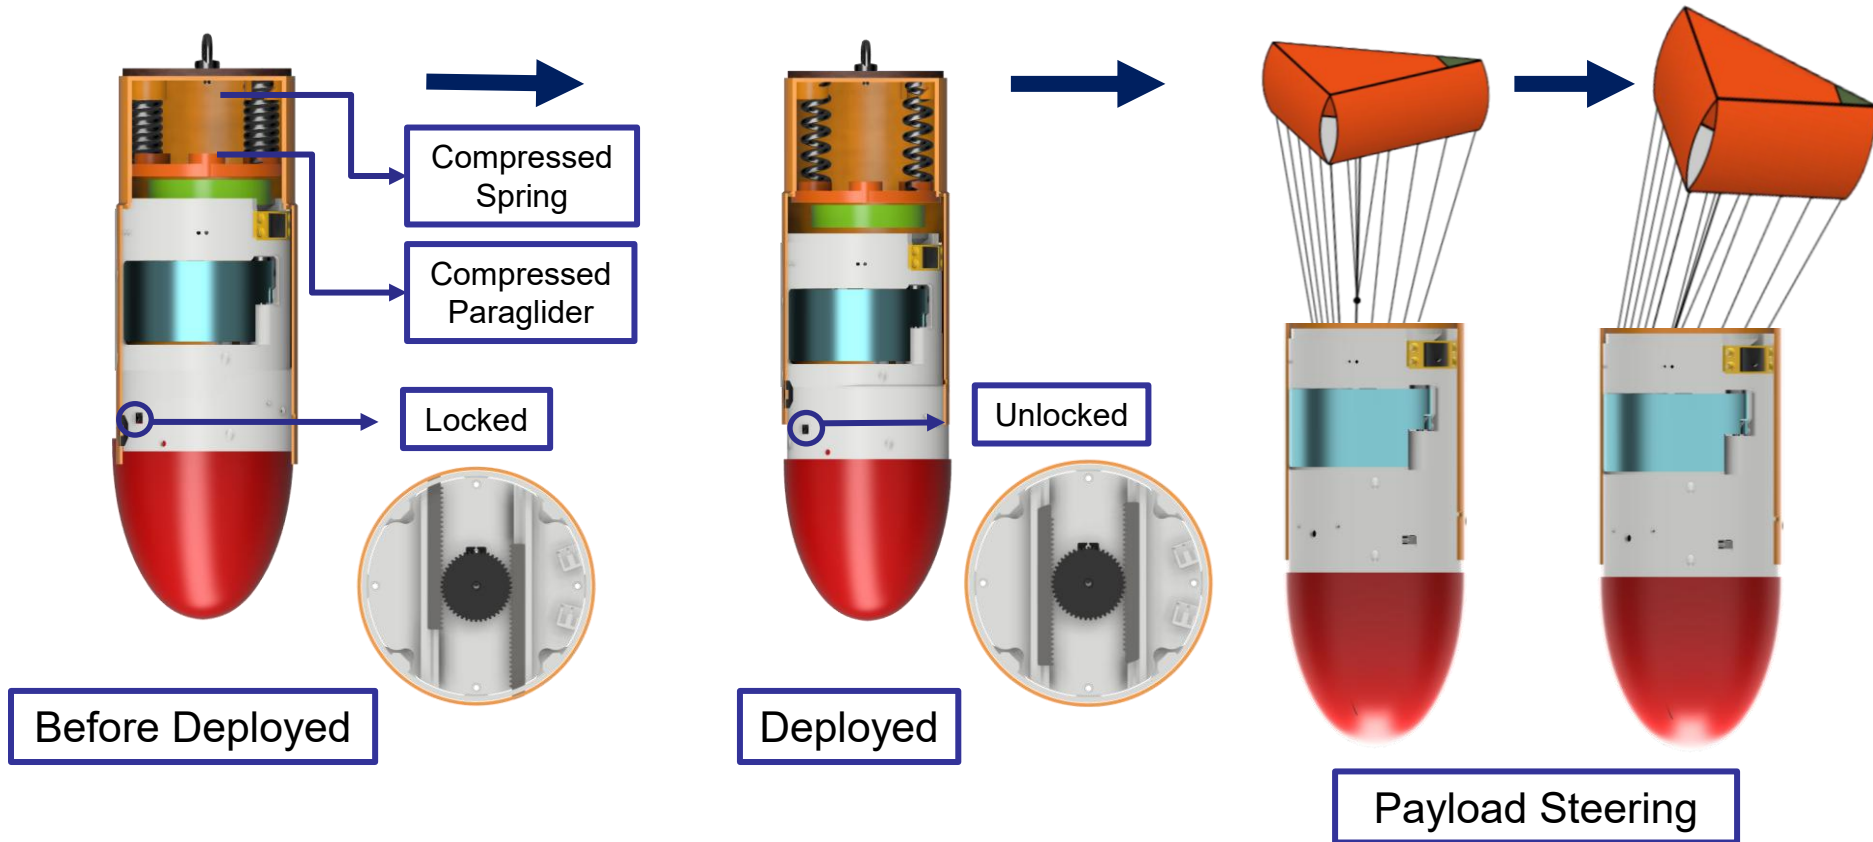 Compressed
Spring
Compressed
Paraglider
Locked
Before Deployed
Unlocked
Deployed
Payload Steering